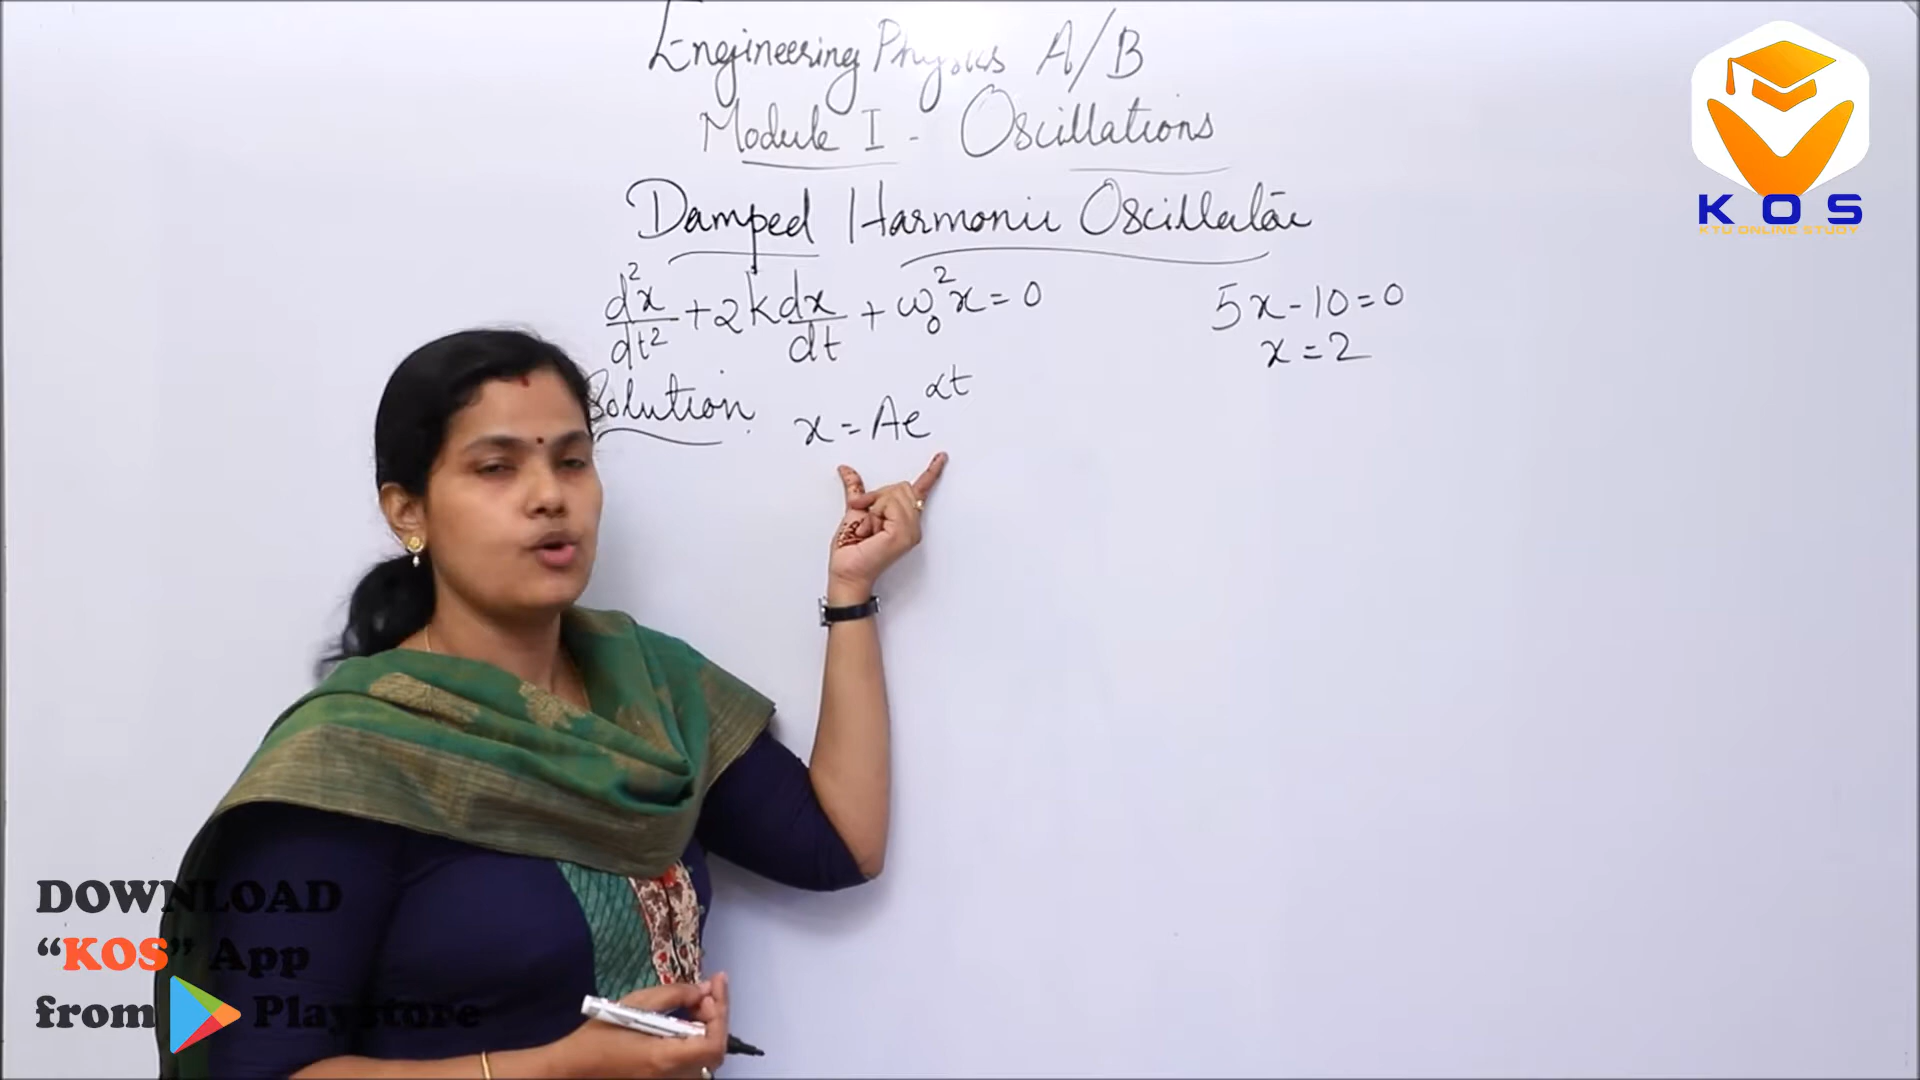 Engineering Physics A/B
Module I - Oscillations
Damped Harmonic Oscillator
d²x/dt² + 2k dx/dt + ω₀²x = 0
5x - 10 = 0
x = 2
Solution
x = Ae^αt
KOS
KTU ONLINE STUDY
DOWNLOAD
“KOS” App
from Playstore